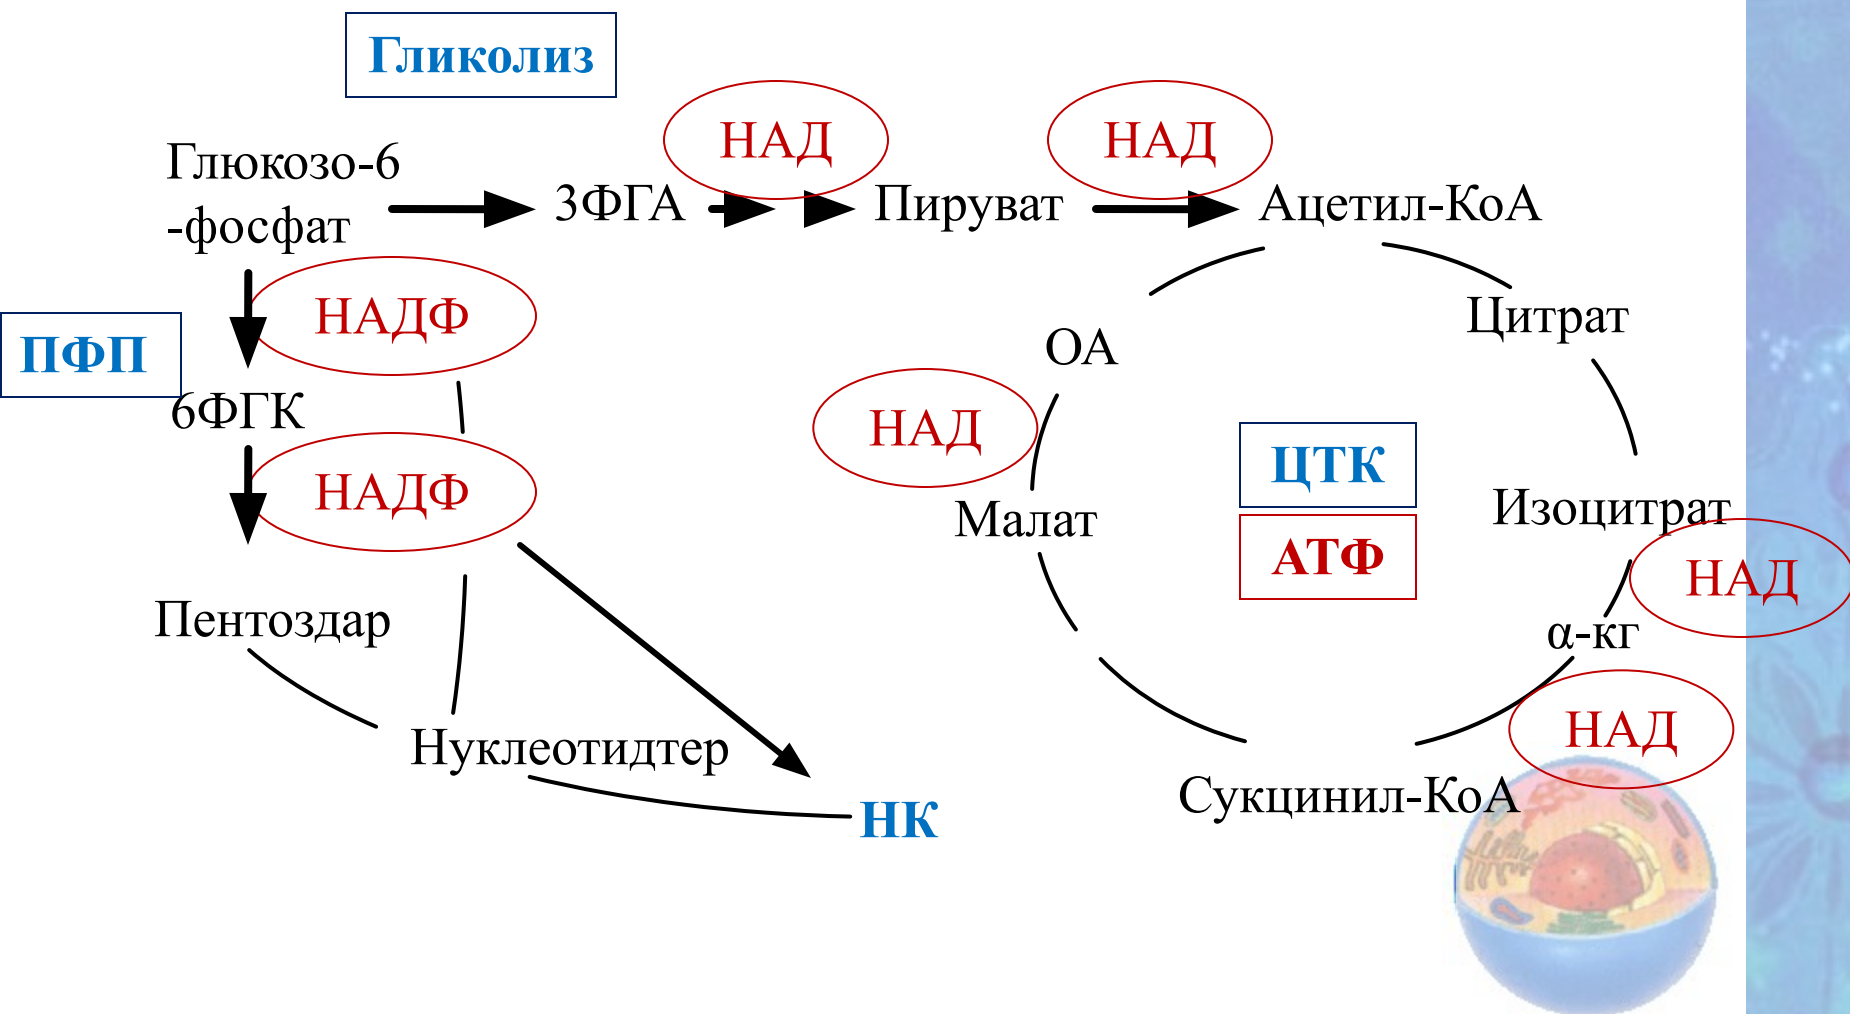 Гликолиз
НАД
НАД
Глюкозо-6
-фосфат
3ФГА
Пируват
Ацетил-КоА
НАДФ
Цитрат
ПФП
ОА
6ФГК
НАД
ЦТК
НАДФ
Изоцитрат
Малат
АТФ
НАД
Пентоздар
α-кг
НАД
Нуклеотидтер
Сукцинил-КоА
НК